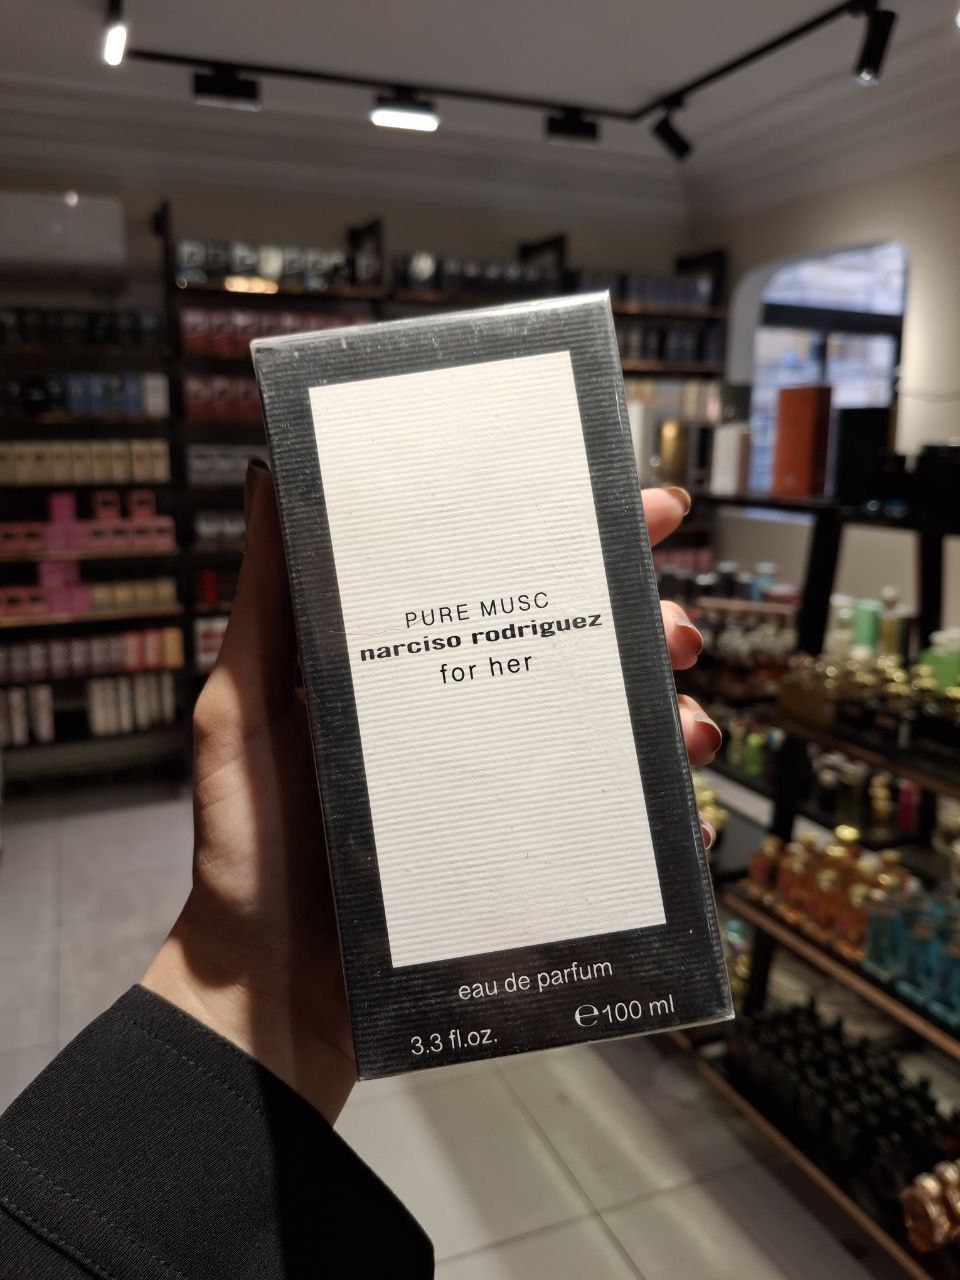 PURE MUSC
narciso rodriguez
for her
eau de parfum
3.3 fl.oz. ℮100 ml